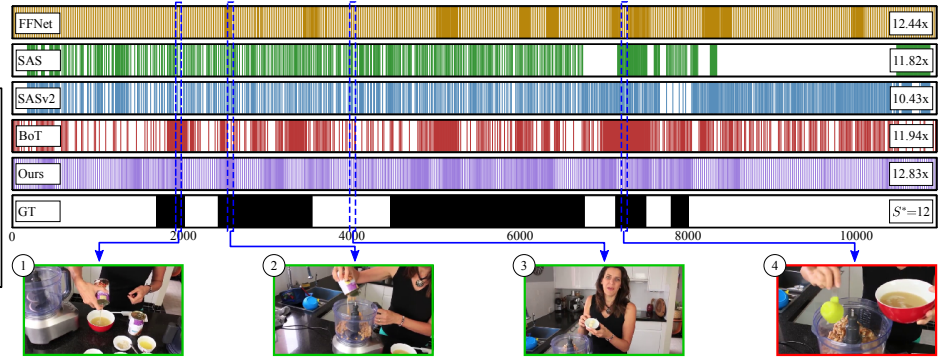 FFNet 12.44x
SAS 11.82x
SASv2 10.43x
BoT 11.94x
Ours 12.83x
GT S*=12
0 2000 4000 6000 8000 10000
1 2 3 4